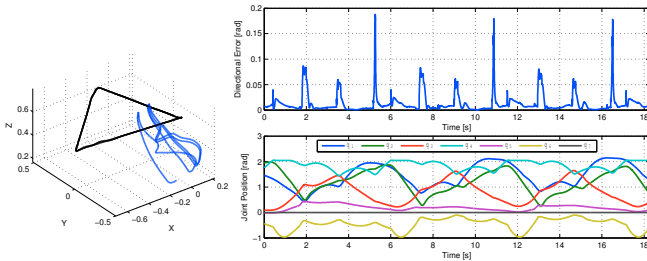 Z
0.6
0.4
0.2
0.5
0
−0.5
Y
−0.6
−0.4
−0.2
0
0.2
X
Directional Error [rad]
0.2
0.15
0.1
0.05
0
0 2 4 6 8 10 12 14 16 18
Time [s]
Joint Position [rad]
3
2
1
0
−1
0 2 4 6 8 10 12 14 16 18
Time [s]